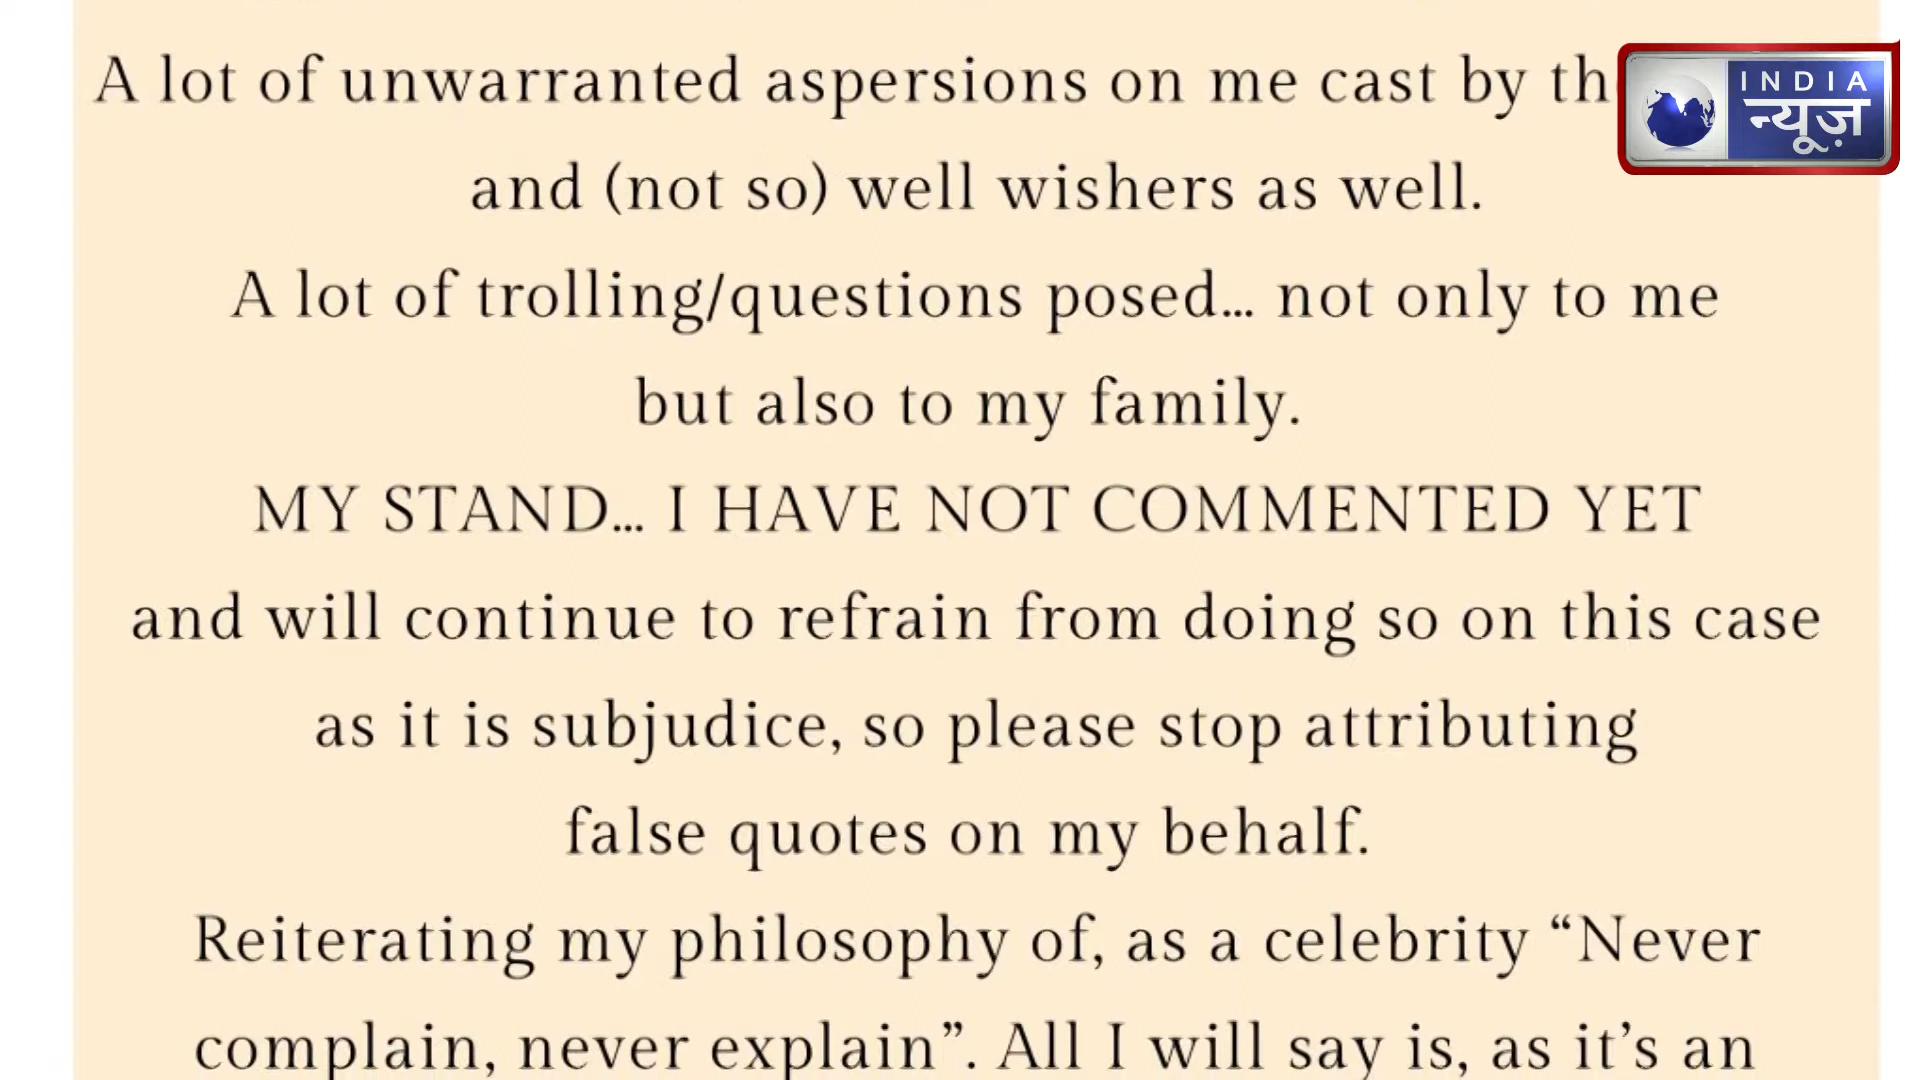 A lot of unwarranted aspersions on me cast by
and (not so) well wishers as well.
A lot of trolling/questions posed... not only to me
but also to my family.
MY STAND... I HAVE NOT COMMENTED YET
and will continue to refrain from doing so on this case
as it is subjudice, so please stop attributing
false quotes on my behalf.
Reiterating my philosophy of, as a celebrity “Never
complain, never explain”. All I will say is, as it’s an
INDIA
न्यूज़